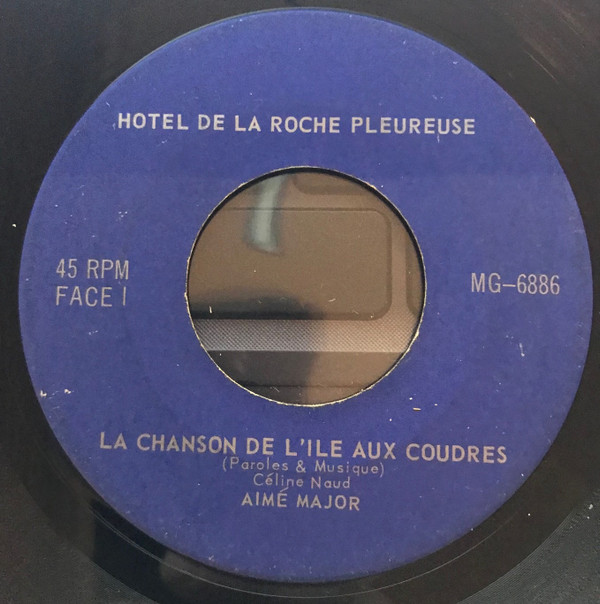 HOTEL DE LA ROCHE PLEUREUSE
45 RPM
FACE I
MG-6886
LA CHANSON DE L'ILE AUX COUDRES
(Paroles & Musique)
Céline Naud
AIMÉ MAJOR